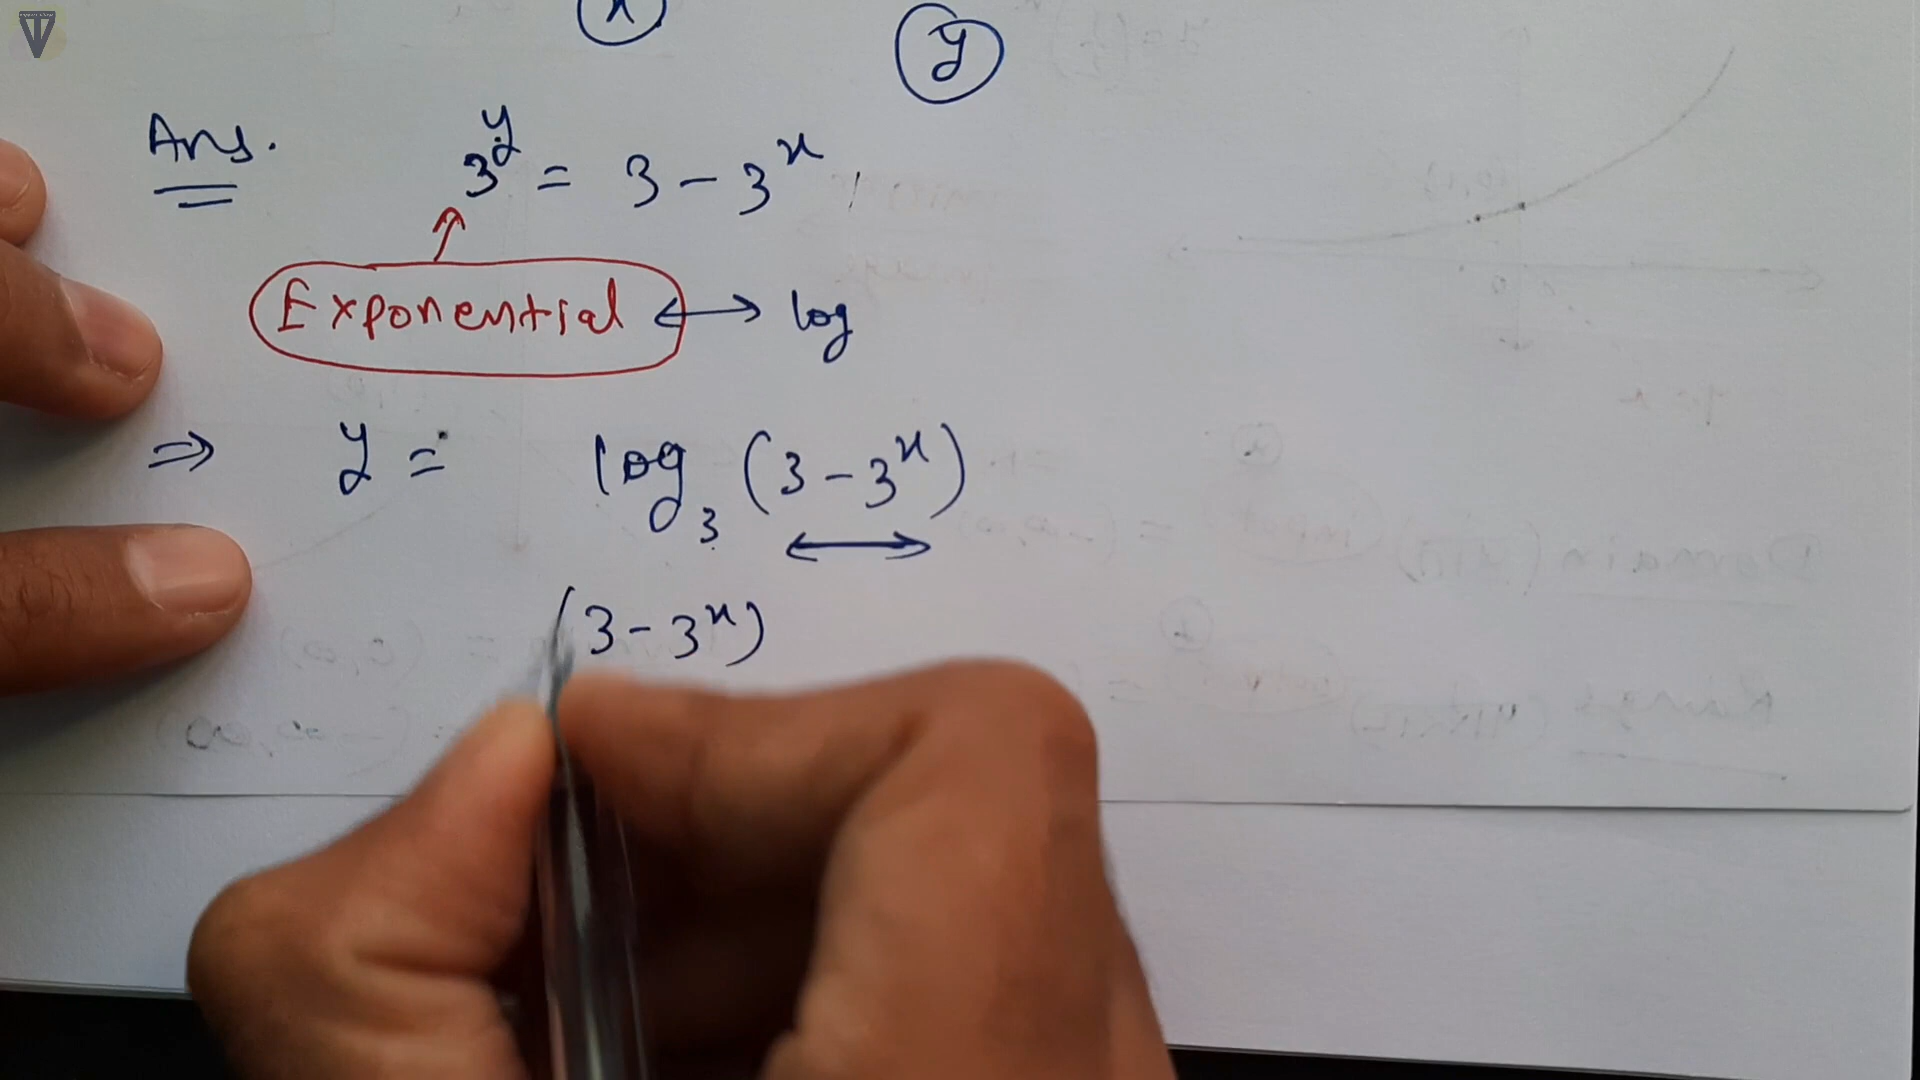 x
y
Ans. 3^y = 3 - 3^x,
Exponential ↔ log
⇒ y = log_3 (3 - 3^x)
(3 - 3^x)